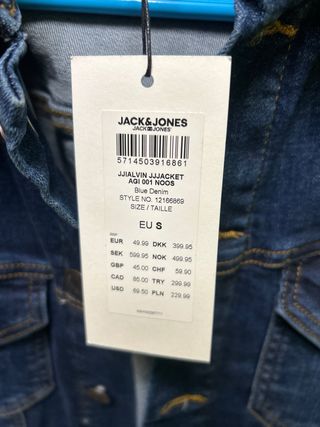 JACK&JONES
JACK JONES
5714503916861
JJIALVIN JJJACKET
AGI 001 NOOS
Blue Denim
STYLE NO. 12166869
SIZE / TAILLE
EU S
RRP
EUR 49.99 DKK 399.95
SEK 599.95 NOK 499.95
GBP 45.00 CHF 59.90
CAD 85.00 TRY 299.99
USD 69.50 PLN 229.99